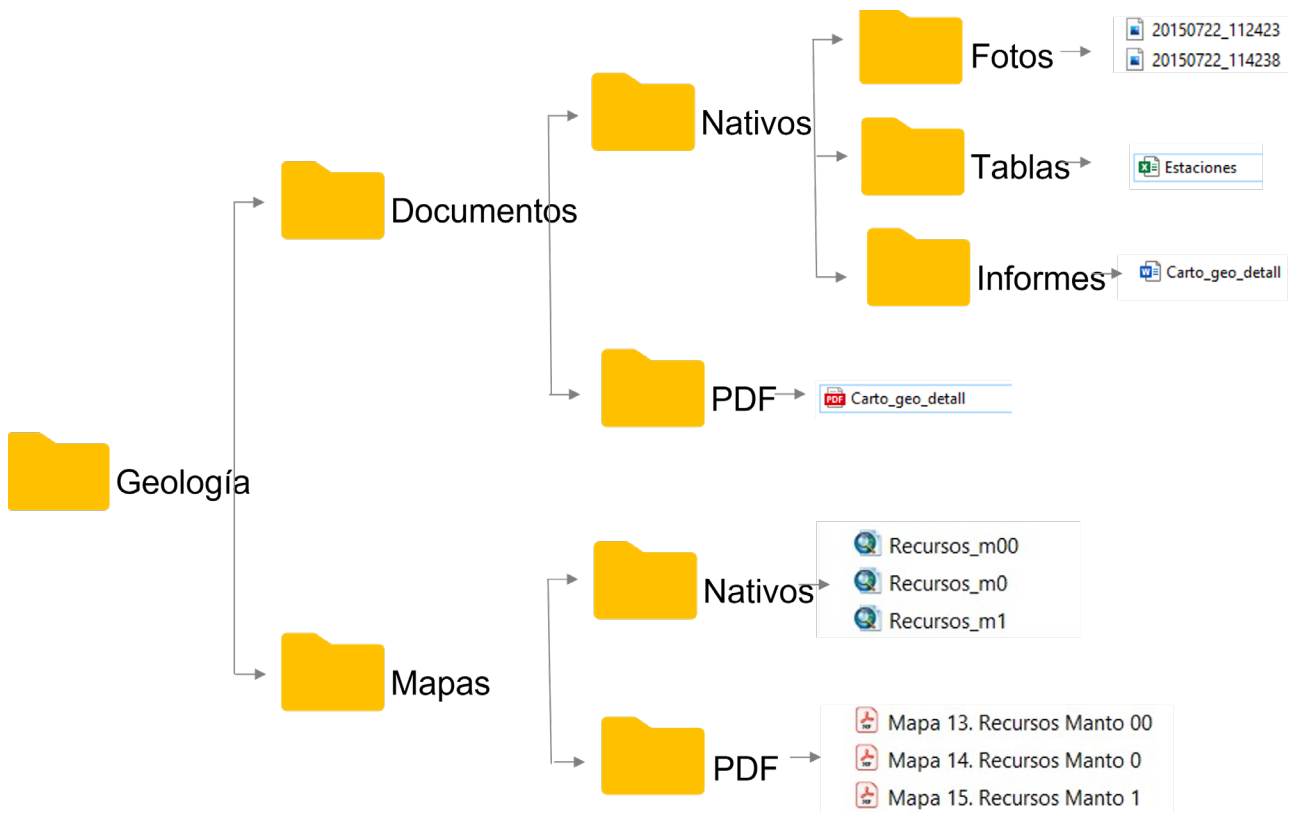 Geología
Documentos
Nativos
Fotos
20150722_112423
20150722_114238
Tablas
Estaciones
Informes
Carto_geo_detall
PDF
PDF Carto_geo_detall
Mapas
Nativos
Recursos_m00
Recursos_m0
Recursos_m1
PDF
Mapa 13. Recursos Manto 00
Mapa 14. Recursos Manto 0
Mapa 15. Recursos Manto 1